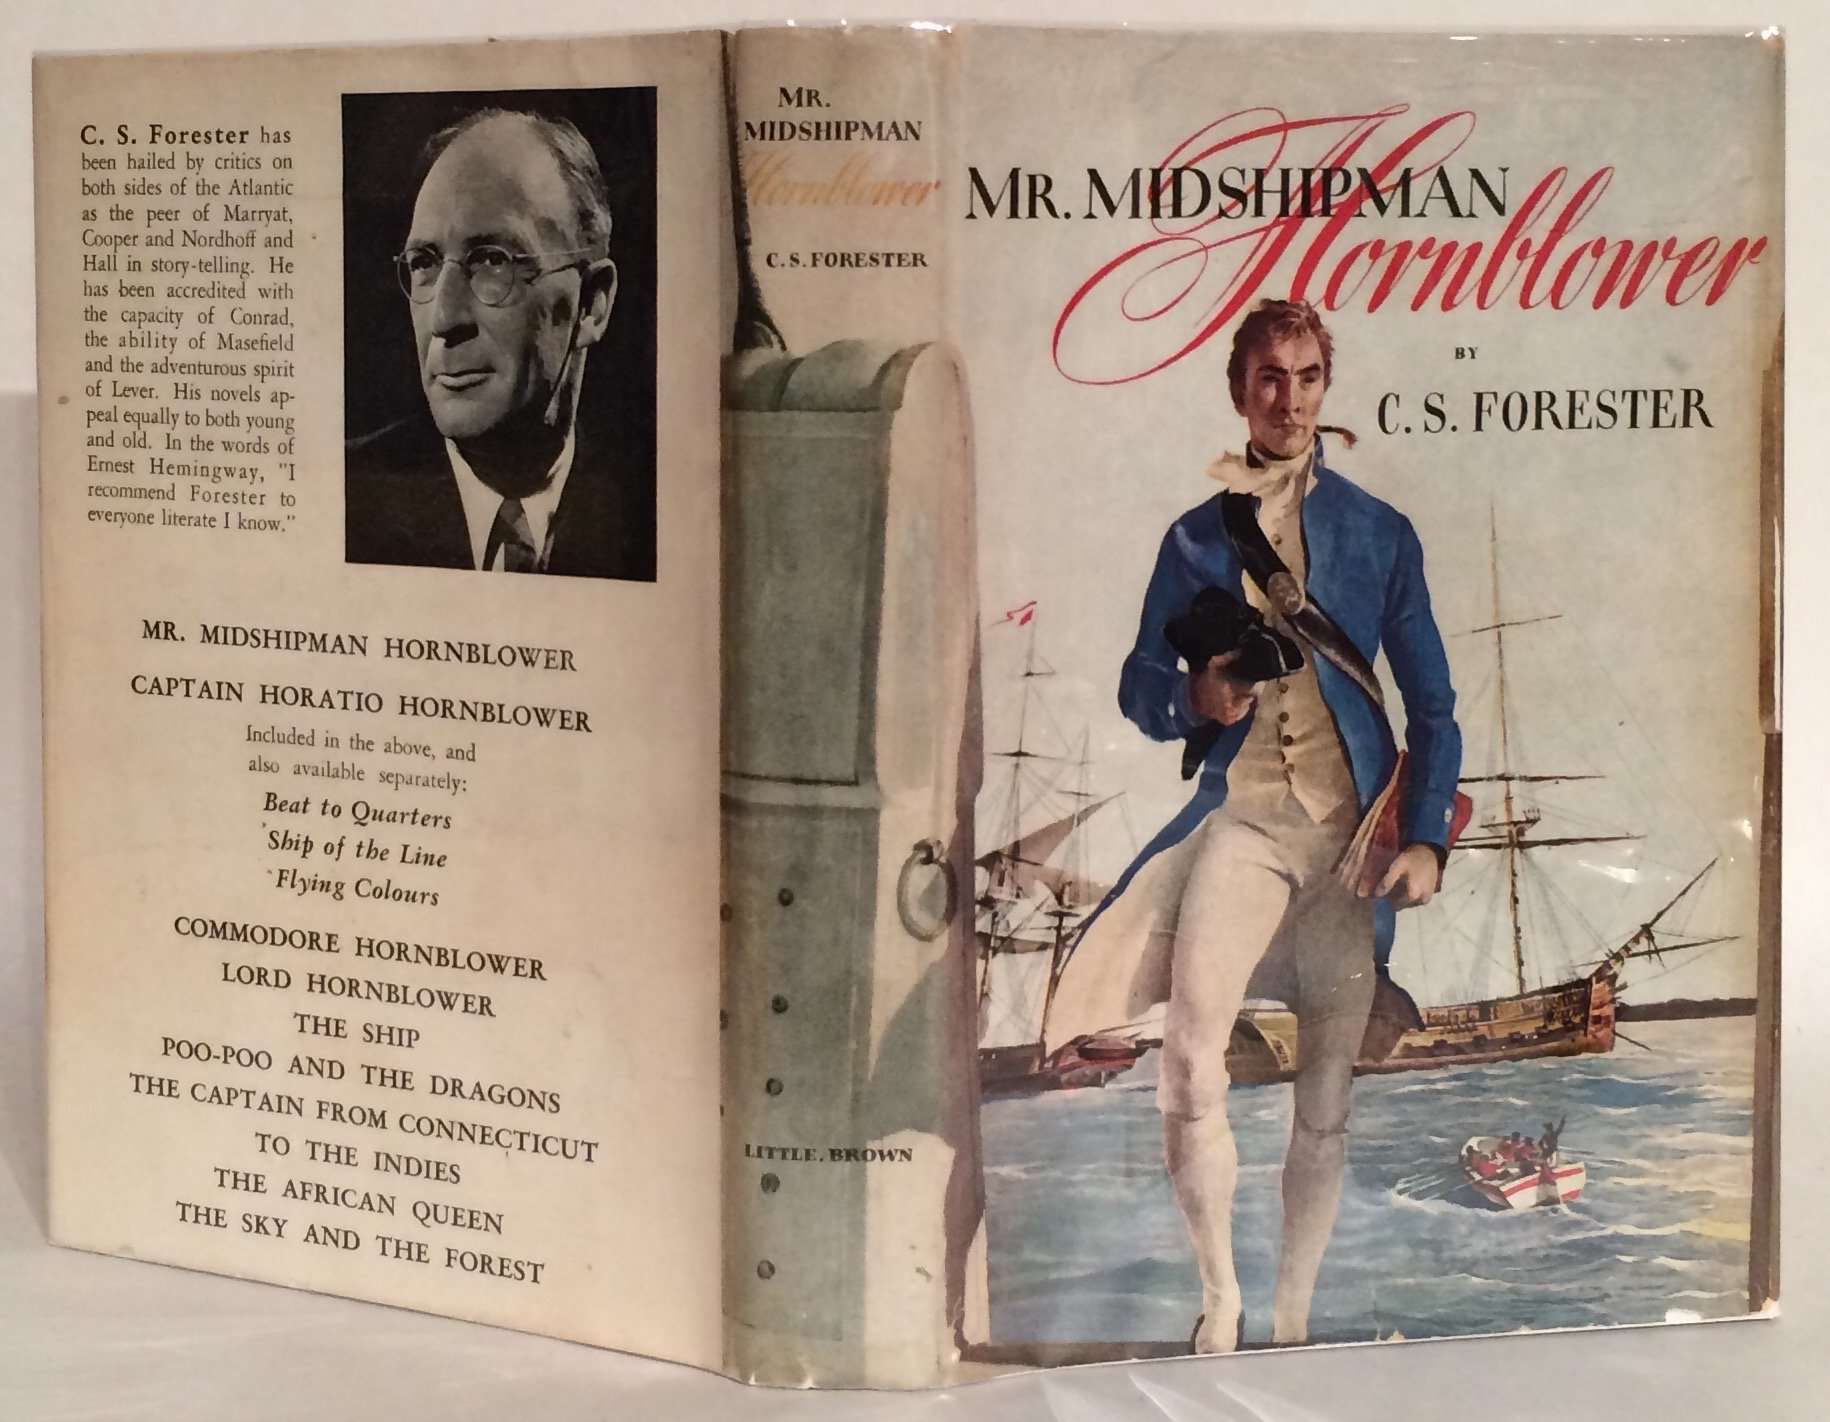 C. S. Forester has
been hailed by critics on
both sides of the Atlantic
as the peer of Marryat,
Cooper and Nordhoff and
Hall in story-telling. He
has been accredited with
the capacity of Conrad,
the ability of Masefield
and the adventurous spirit
of Lever. His novels ap-
peal equally to both young
and old. In the words of
Ernest Hemingway, "I
recommend Forester to
everyone literate I know."
MR. MIDSHIPMAN HORNBLOWER
CAPTAIN HORATIO HORNBLOWER
Included in the above, and
also available separately:
Beat to Quarters
Ship of the Line
Flying Colours
COMMODORE HORNBLOWER
LORD HORNBLOWER
THE SHIP
POO-POO AND THE DRAGONS
THE CAPTAIN FROM CONNECTICUT
TO THE INDIES
THE AFRICAN QUEEN
THE SKY AND THE FOREST
MR.
MIDSHIPMAN
Hornblower
C.S.FORESTER
LITTLE, BROWN
MR. MIDSHIPMAN
Hornblower
BY
C. S. FORESTER